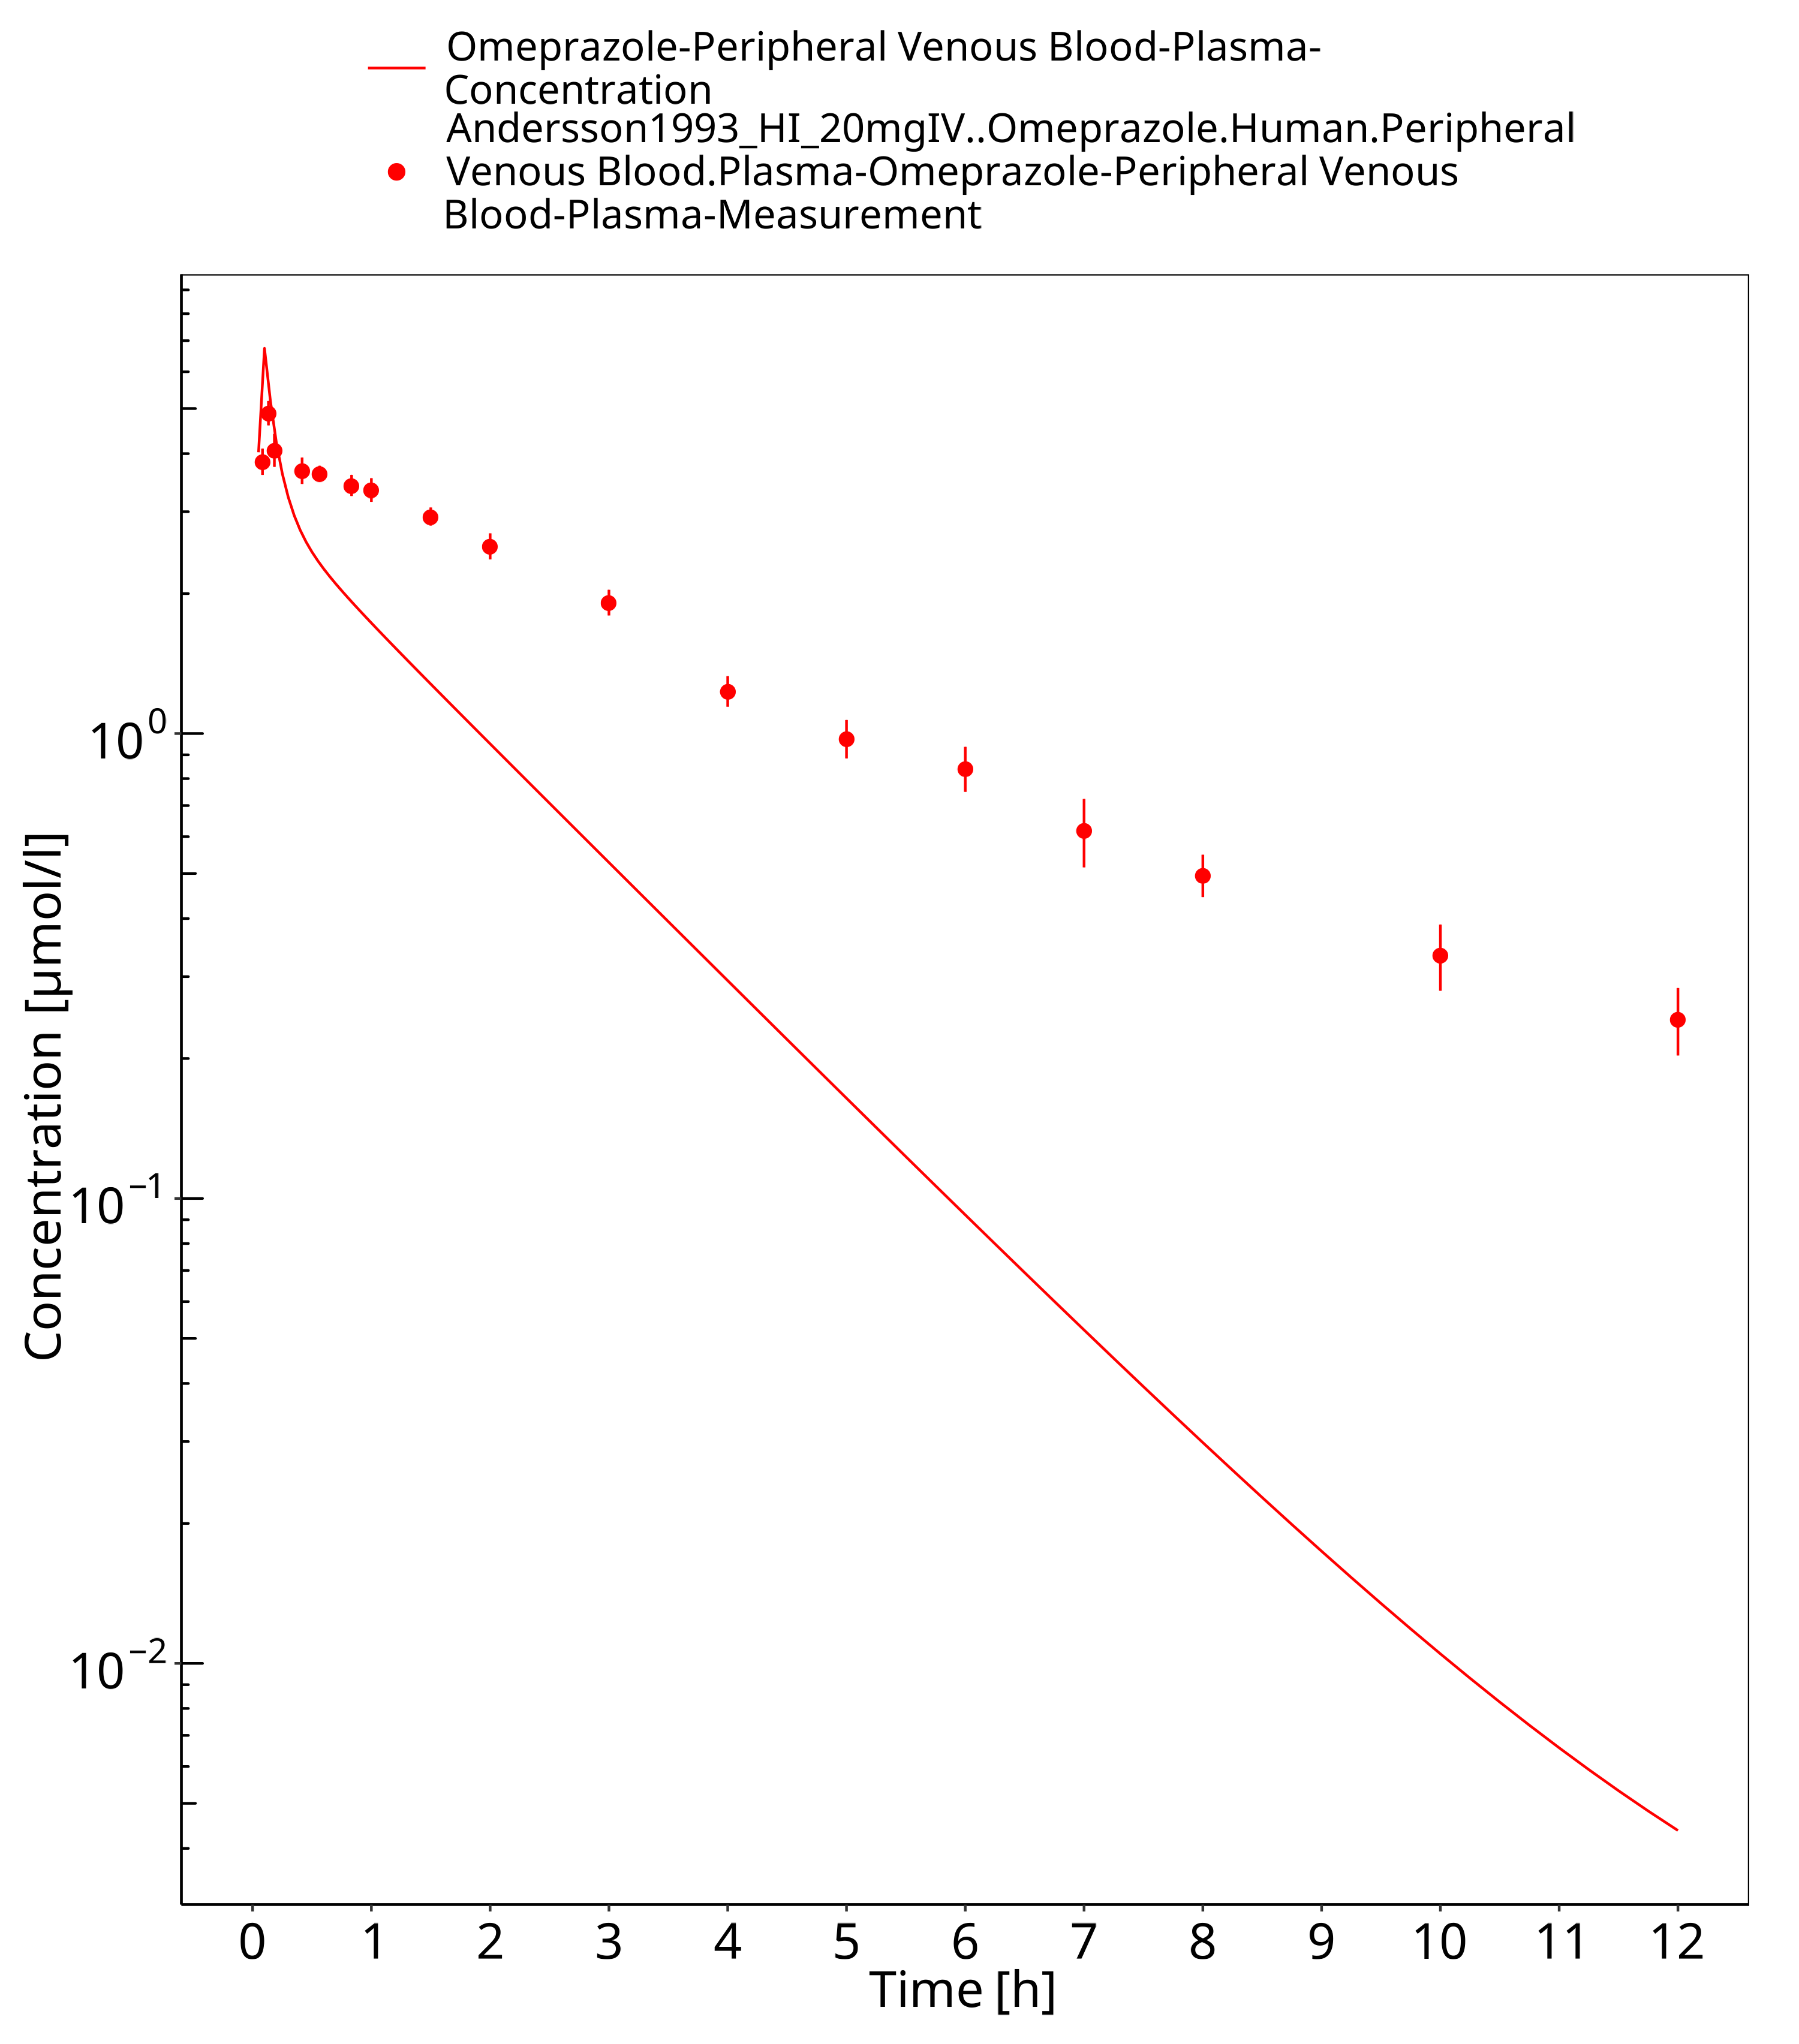 Omeprazole-Peripheral Venous Blood-Plasma-
Concentration
Andersson1993_HI_20mgIV..Omeprazole.Human.Peripheral
Venous Blood.Plasma-Omeprazole-Peripheral Venous
Blood-Plasma-Measurement
10⁰
10⁻¹
10⁻²
Concentration [µmol/l]
0 1 2 3 4 5 6 7 8 9 10 11 12
Time [h]